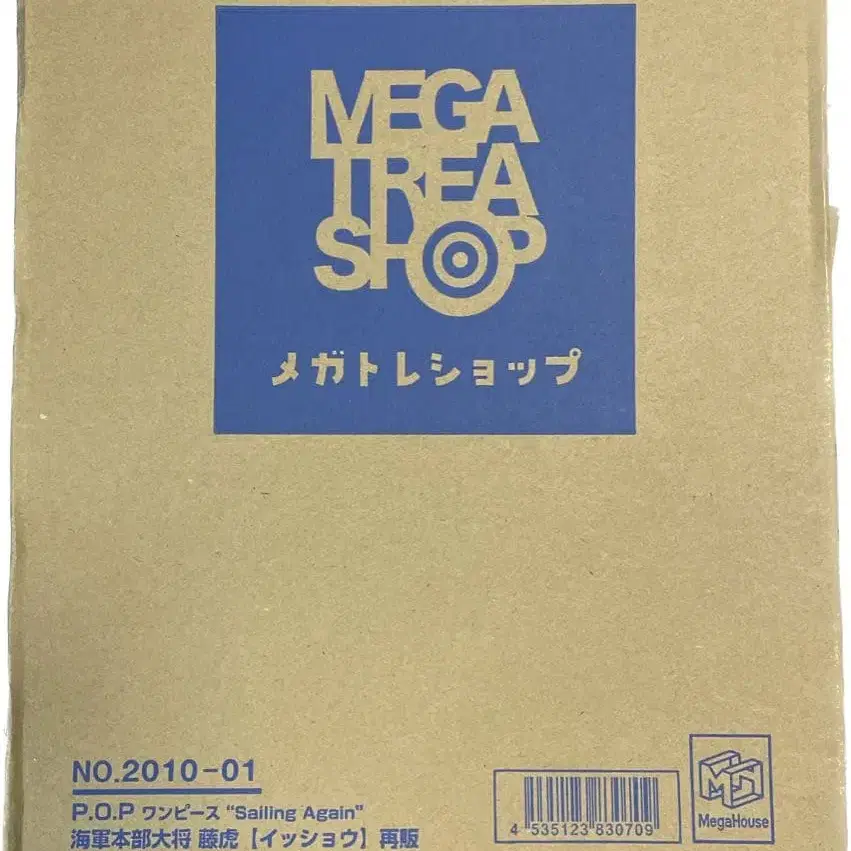 MEGA
TREA
SHOP
メガトレショップ
NO.2010-01
P.O.P ワンピース "Sailing Again"
海軍本部大将 藤虎【イッショウ】再販
4 535123 830709
MegaHouse